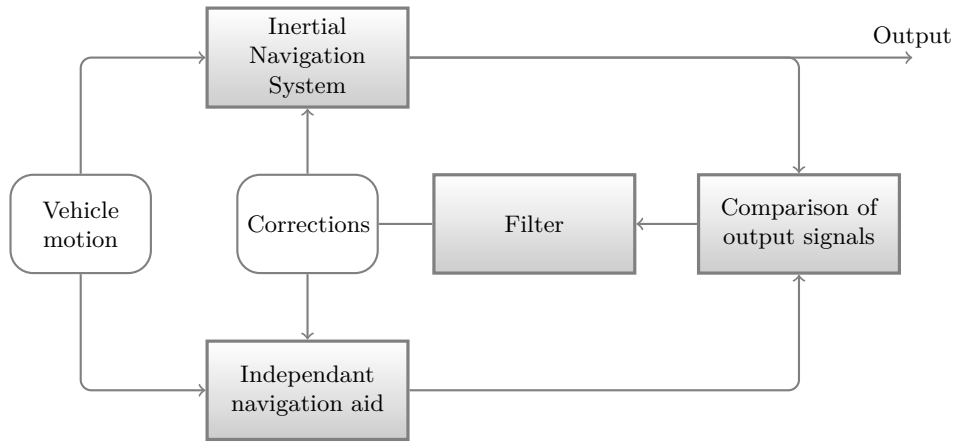 Inertial
Navigation
System
Output
Vehicle
motion
Corrections
Filter
Comparison of
output signals
Independant
navigation aid